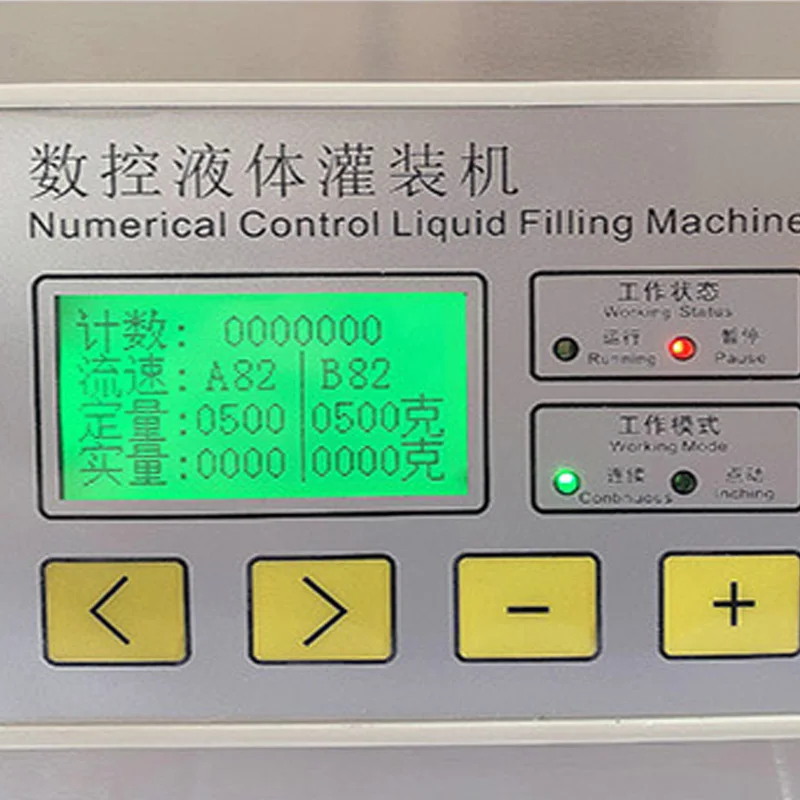 数控液体灌装机
Numerical Control Liquid Filling Machine
计数: 0000000
流速: A82 B82
定量:0500 0500克
实量:0000 0000克
工作状态
Working Status
运行 暂停
Running Pause
工作模式
Working Mode
连续 点动
Continuous Inching
< > − +